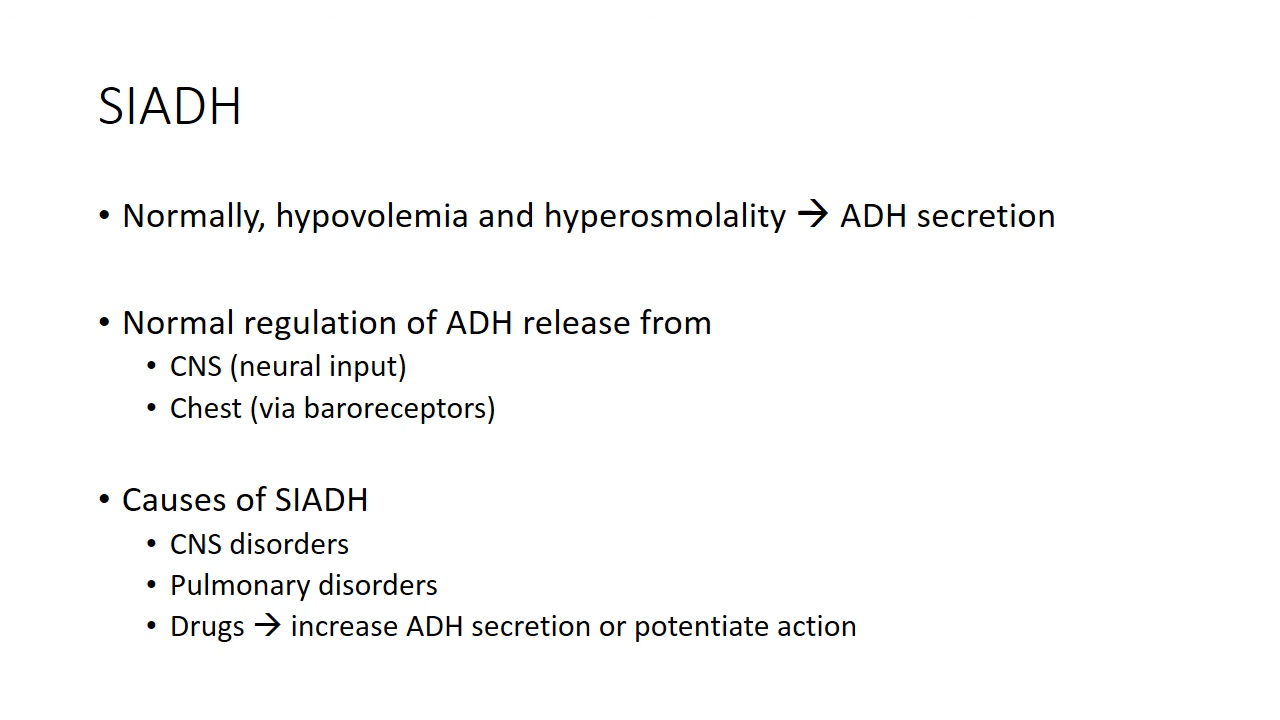 SIADH
• Normally, hypovolemia and hyperosmolality → ADH secretion
• Normal regulation of ADH release from
• CNS (neural input)
• Chest (via baroreceptors)
• Causes of SIADH
• CNS disorders
• Pulmonary disorders
• Drugs → increase ADH secretion or potentiate action